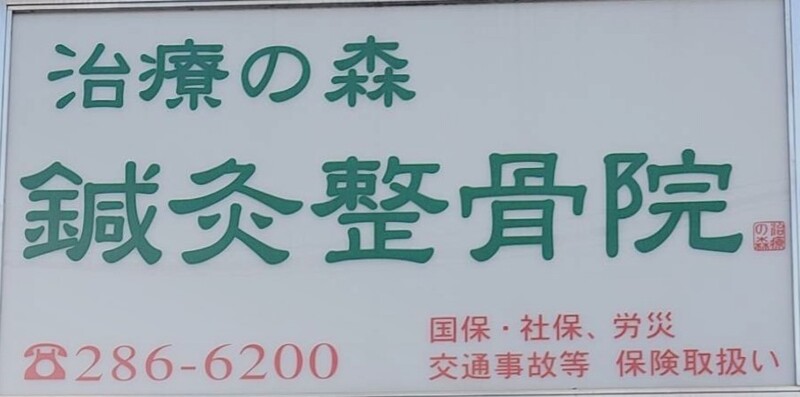 治療の森
鍼灸整骨院
治療
の森
☎286-6200
国保・社保、労災
交通事故等 保険取扱い